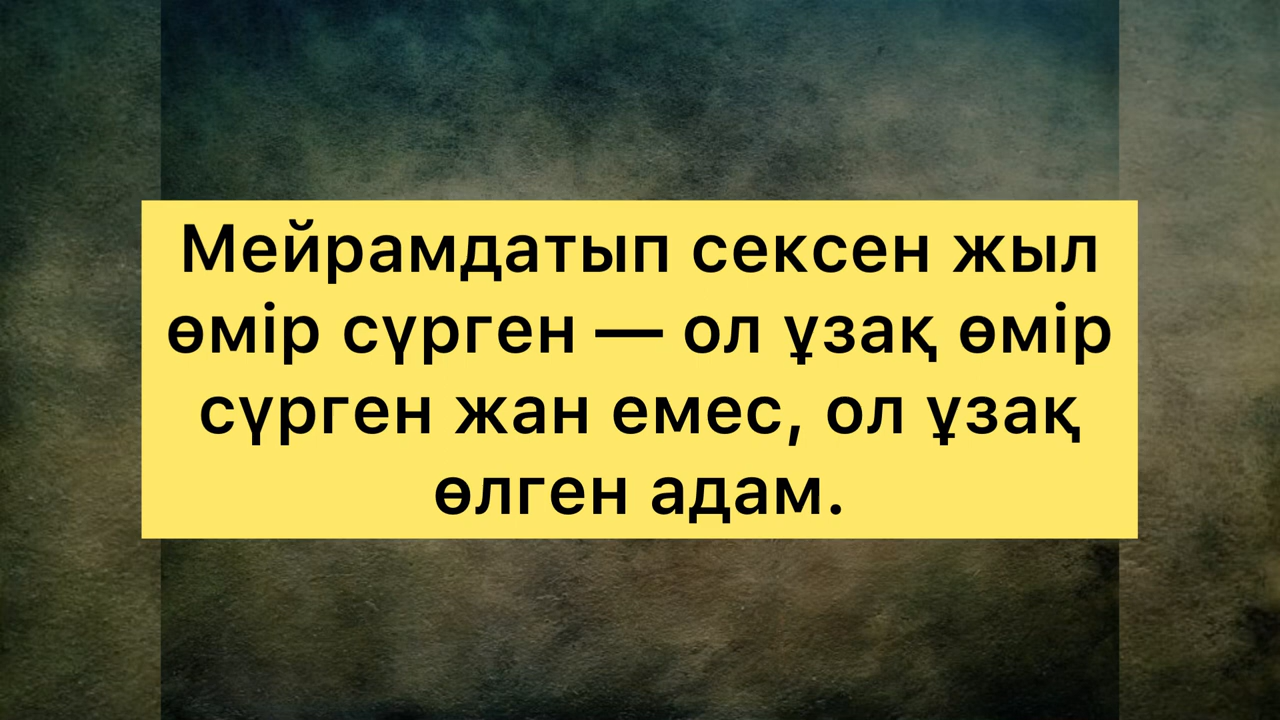 Мейрамдатып сексен жыл
өмір сүрген — ол ұзақ өмір
сүрген жан емес, ол ұзақ
өлген адам.